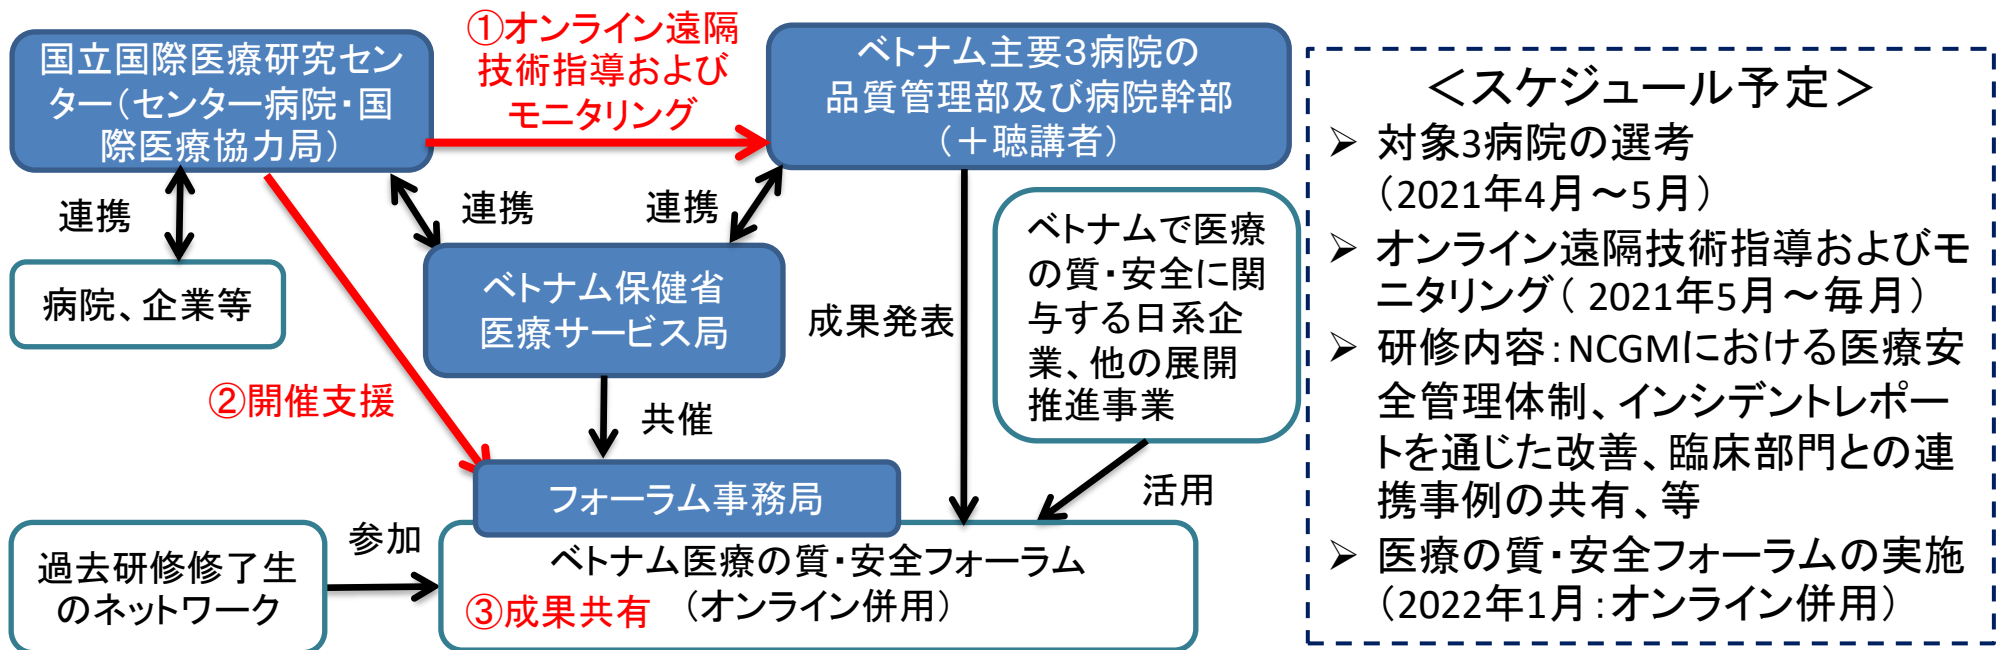 ①オンライン遠隔
技術指導および
モニタリング
国立国際医療研究セン
ター(センター病院・国
際医療協力局)
ベトナム主要3病院の
品質管理部及び病院幹部
(+聴講者)
連携
連携
連携
病院、企業等
ベトナム保健省
医療サービス局
成果発表
ベトナムで医療
の質・安全に関
与する日系企
業、他の展開
推進事業
②開催支援
共催
活用
フォーラム事務局
参加
過去研修修了生
のネットワーク
ベトナム医療の質・安全フォーラム
③成果共有 (オンライン併用)
<スケジュール予定>
➢ 対象3病院の選考
(2021年4月～5月)
➢ オンライン遠隔技術指導およびモ
ニタリング( 2021年5月～毎月)
➢ 研修内容:NCGMにおける医療安
全管理体制、インシデントレポー
トを通じた改善、臨床部門との連
携事例の共有、等
➢ 医療の質・安全フォーラムの実施
(2022年1月:オンライン併用)